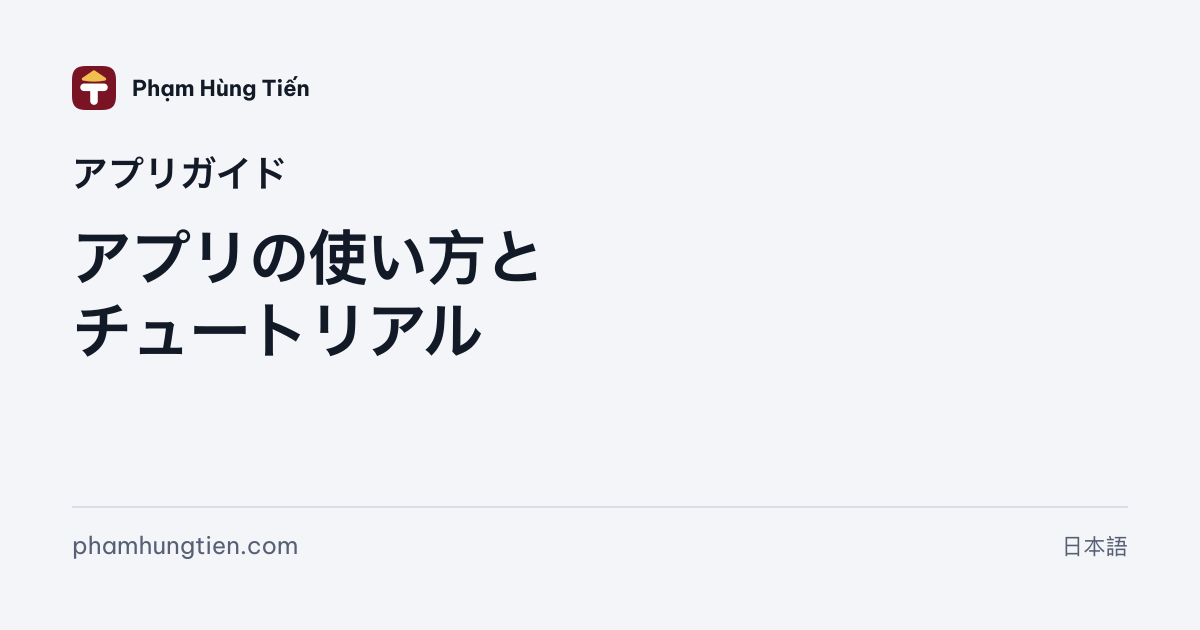 Phạm Hùng Tiến
アプリガイド
アプリの使い方と
チュートリアル
phamhungtien.com
日本語